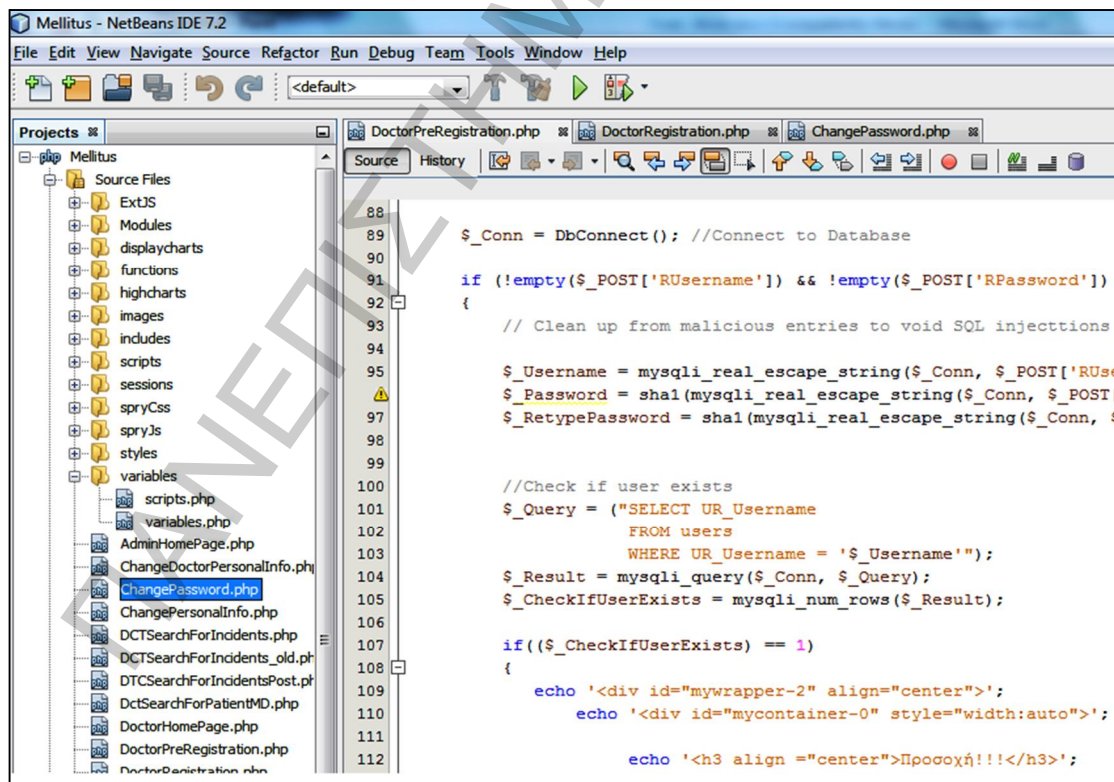 Mellitus - NetBeans IDE 7.2
File Edit View Navigate Source Refactor Run Debug Team Tools Window Help
<default>
Projects
Mellitus
Source Files
ExtJS
Modules
displaycharts
functions
highcharts
images
includes
scripts
sessions
spryCss
spryJs
styles
variables
scripts.php
variables.php
AdminHomePage.php
ChangeDoctorPersonalInfo.ph
ChangePassword.php
ChangePersonalInfo.php
DCTSearchForIncidents.php
DCTSearchForIncidents_old.ph
DTCSearchForIncidentsPost.ph
DctSearchForPatientMD.php
DoctorHomePage.php
DoctorPreRegistration.php
DoctorRegistration.php
DoctorPreRegistration.php DoctorRegistration.php ChangePassword.php
Source History
88
89 $_Conn = DbConnect(); //Connect to Database
90
91 if (!empty($_POST['RUsername']) && !empty($_POST['RPassword'])
92 {
93 // Clean up from malicious entries to void SQL injecttions
94
95 $_Username = mysqli_real_escape_string($_Conn, $_POST['RUse
$_Password = sha1(mysqli_real_escape_string($_Conn, $_POST[
97 $_RetypePassword = sha1(mysqli_real_escape_string($_Conn, $
98
99
100 //Check if user exists
101 $_Query = ("SELECT UR_Username
102 FROM users
103 WHERE UR_Username = '$_Username'");
104 $_Result = mysqli_query($_Conn, $_Query);
105 $_CheckIfUserExists = mysqli_num_rows($_Result);
106
107 if(($_CheckIfUserExists) == 1)
108 {
109 echo '<div id="mywrapper-2" align="center">';
110 echo '<div id="mycontainer-0" style="width:auto">';
111
112 echo '<h3 align ="center">Προσοχή!!!</h3>';